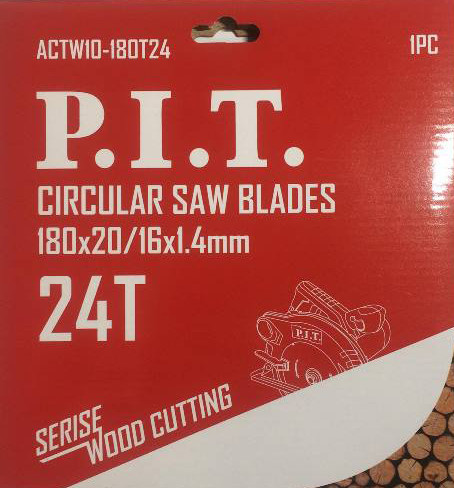 ACTW10-180T24
1PC
P.I.T.
CIRCULAR SAW BLADES
180x20/16x1.4mm
24T
P.I.T.
SERISE
WOOD CUTTING